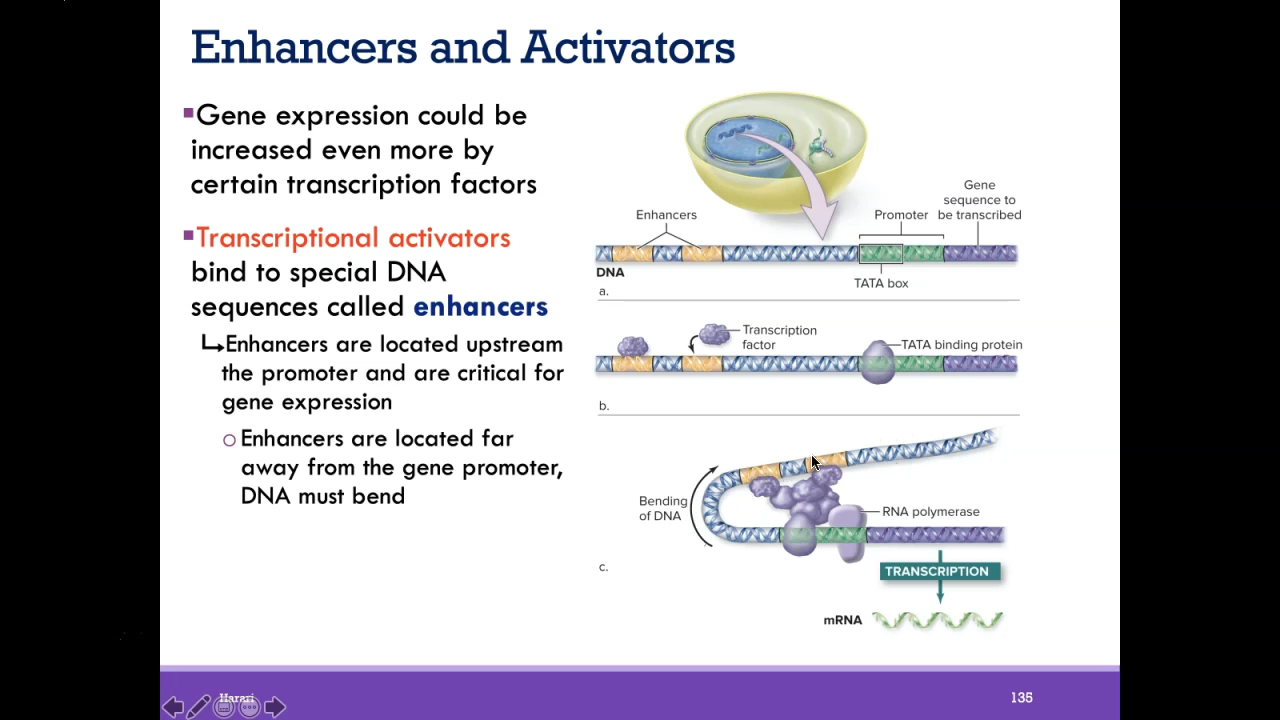 Enhancers and Activators
▪Gene expression could be
increased even more by
certain transcription factors
▪Transcriptional activators
bind to special DNA
sequences called enhancers
↳Enhancers are located upstream
the promoter and are critical for
gene expression
○ Enhancers are located far
away from the gene promoter,
DNA must bend
Enhancers
Promoter
Gene
sequence to
be transcribed
DNA
TATA box
a.
Transcription
factor
TATA binding protein
b.
Bending
of DNA
RNA polymerase
c.
TRANSCRIPTION
mRNA
Harari
135